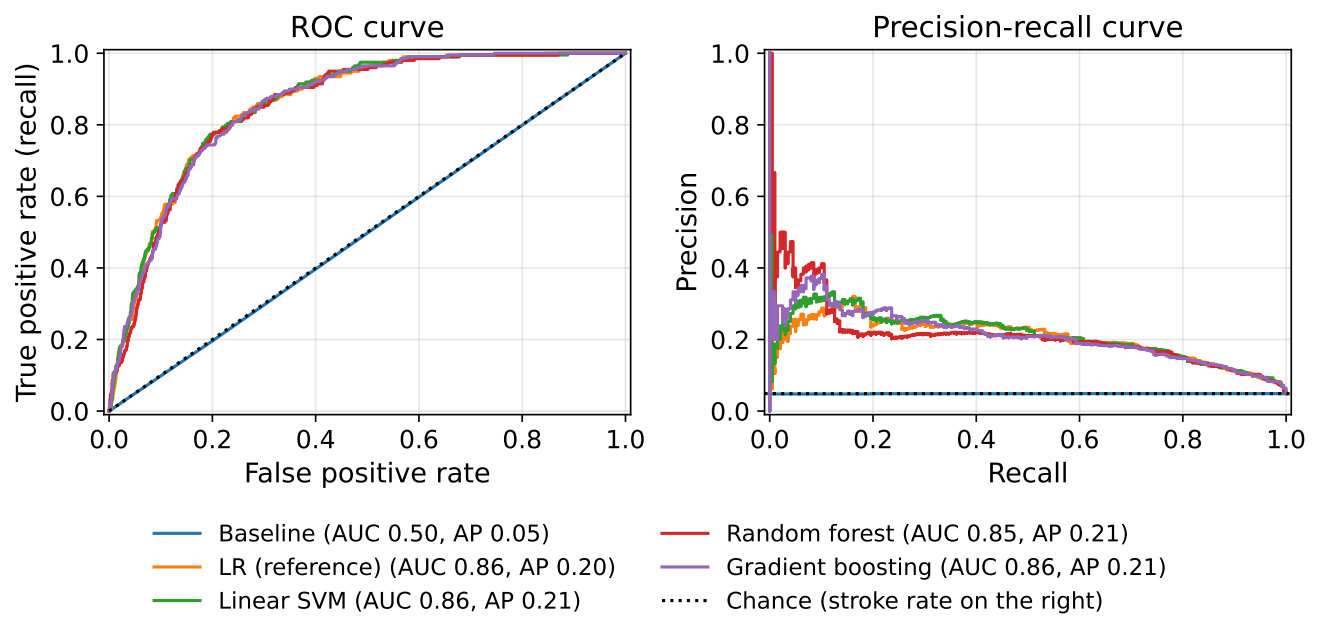 ROC curve
True positive rate (recall)
1.0
0.8
0.6
0.4
0.2
0.0
0.0 0.2 0.4 0.6 0.8 1.0
False positive rate
Precision-recall curve
Precision
1.0
0.8
0.6
0.4
0.2
0.0
0.0 0.2 0.4 0.6 0.8 1.0
Recall
Baseline (AUC 0.50, AP 0.05)
LR (reference) (AUC 0.86, AP 0.20)
Linear SVM (AUC 0.86, AP 0.21)
Random forest (AUC 0.85, AP 0.21)
Gradient boosting (AUC 0.86, AP 0.21)
Chance (stroke rate on the right)